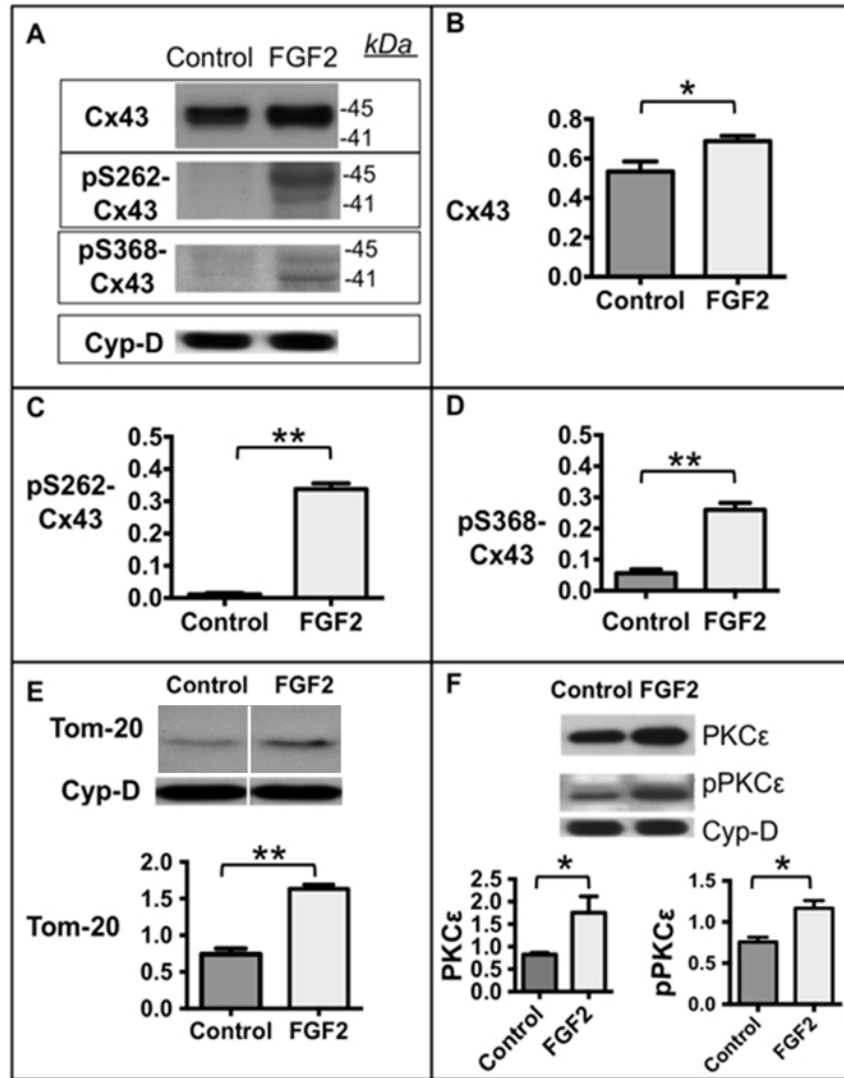 A
Control FGF2 kDa
Cx43
-45
-41
pS262-
Cx43
-45
-41
pS368-
Cx43
-45
-41
Cyp-D
B
*
Cx43
0.8
0.6
0.4
0.2
0.0
Control FGF2
C
**
pS262-
Cx43
0.5
0.4
0.3
0.2
0.1
0.0
Control FGF2
D
**
pS368-
Cx43
0.5
0.4
0.3
0.2
0.1
0.0
Control FGF2
E
Control FGF2
Tom-20
Cyp-D
**
Tom-20
2.0
1.5
1.0
0.5
0.0
Control FGF2
F
Control FGF2
PKCε
pPKCε
Cyp-D
*
PKCε
2.5
2.0
1.5
1.0
0.5
0.0
Control
FGF2
*
pPKCε
1.5
1.0
0.5
0.0
Control
FGF2